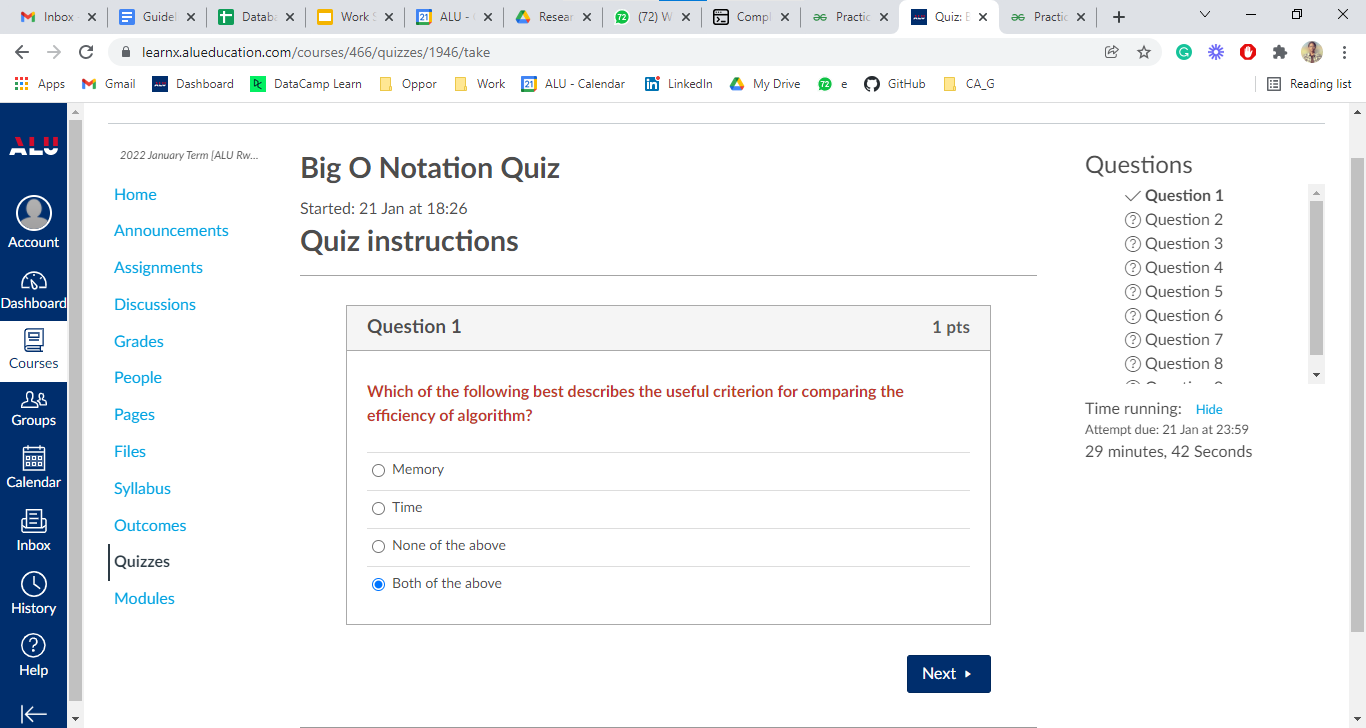 Inbox
Guidel
Databa
Work S
21 ALU -
Resear
72 (72) W
Compl
Practic
Quiz: B
Practic
learnx.alueducation.com/courses/466/quizzes/1946/take
Apps
Gmail
Dashboard
DataCamp Learn
Oppor
Work
21 ALU - Calendar
LinkedIn
My Drive
72 e
GitHub
CA_G
Reading list
ALU
Account
Dashboard
Courses
Groups
Calendar
Inbox
History
Help
2022 January Term [ALU Rw...
Home
Announcements
Assignments
Discussions
Grades
People
Pages
Files
Syllabus
Outcomes
Quizzes
Modules
Big O Notation Quiz
Started: 21 Jan at 18:26
Quiz instructions
Question 1
1 pts
Which of the following best describes the useful criterion for comparing the
efficiency of algorithm?
Memory
Time
None of the above
Both of the above
Next
Questions
Question 1
Question 2
Question 3
Question 4
Question 5
Question 6
Question 7
Question 8
Time running: Hide
Attempt due: 21 Jan at 23:59
29 minutes, 42 Seconds